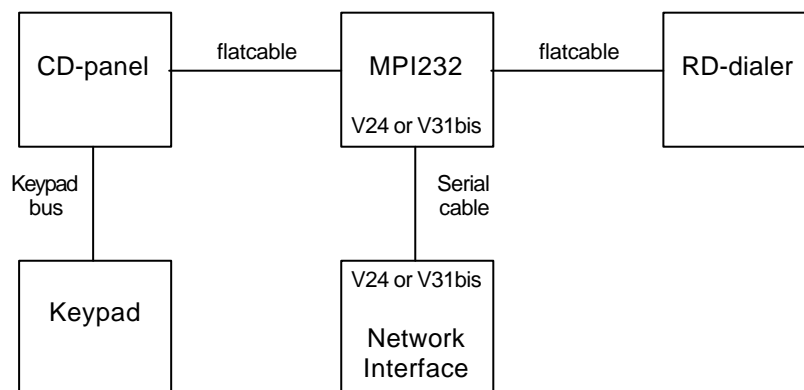 flatcable
flatcable
CD-panel
MPI232
RD-dialer
V24 or V31bis
Keypad
bus
Serial
cable
V24 or V31bis
Keypad
Network
Interface